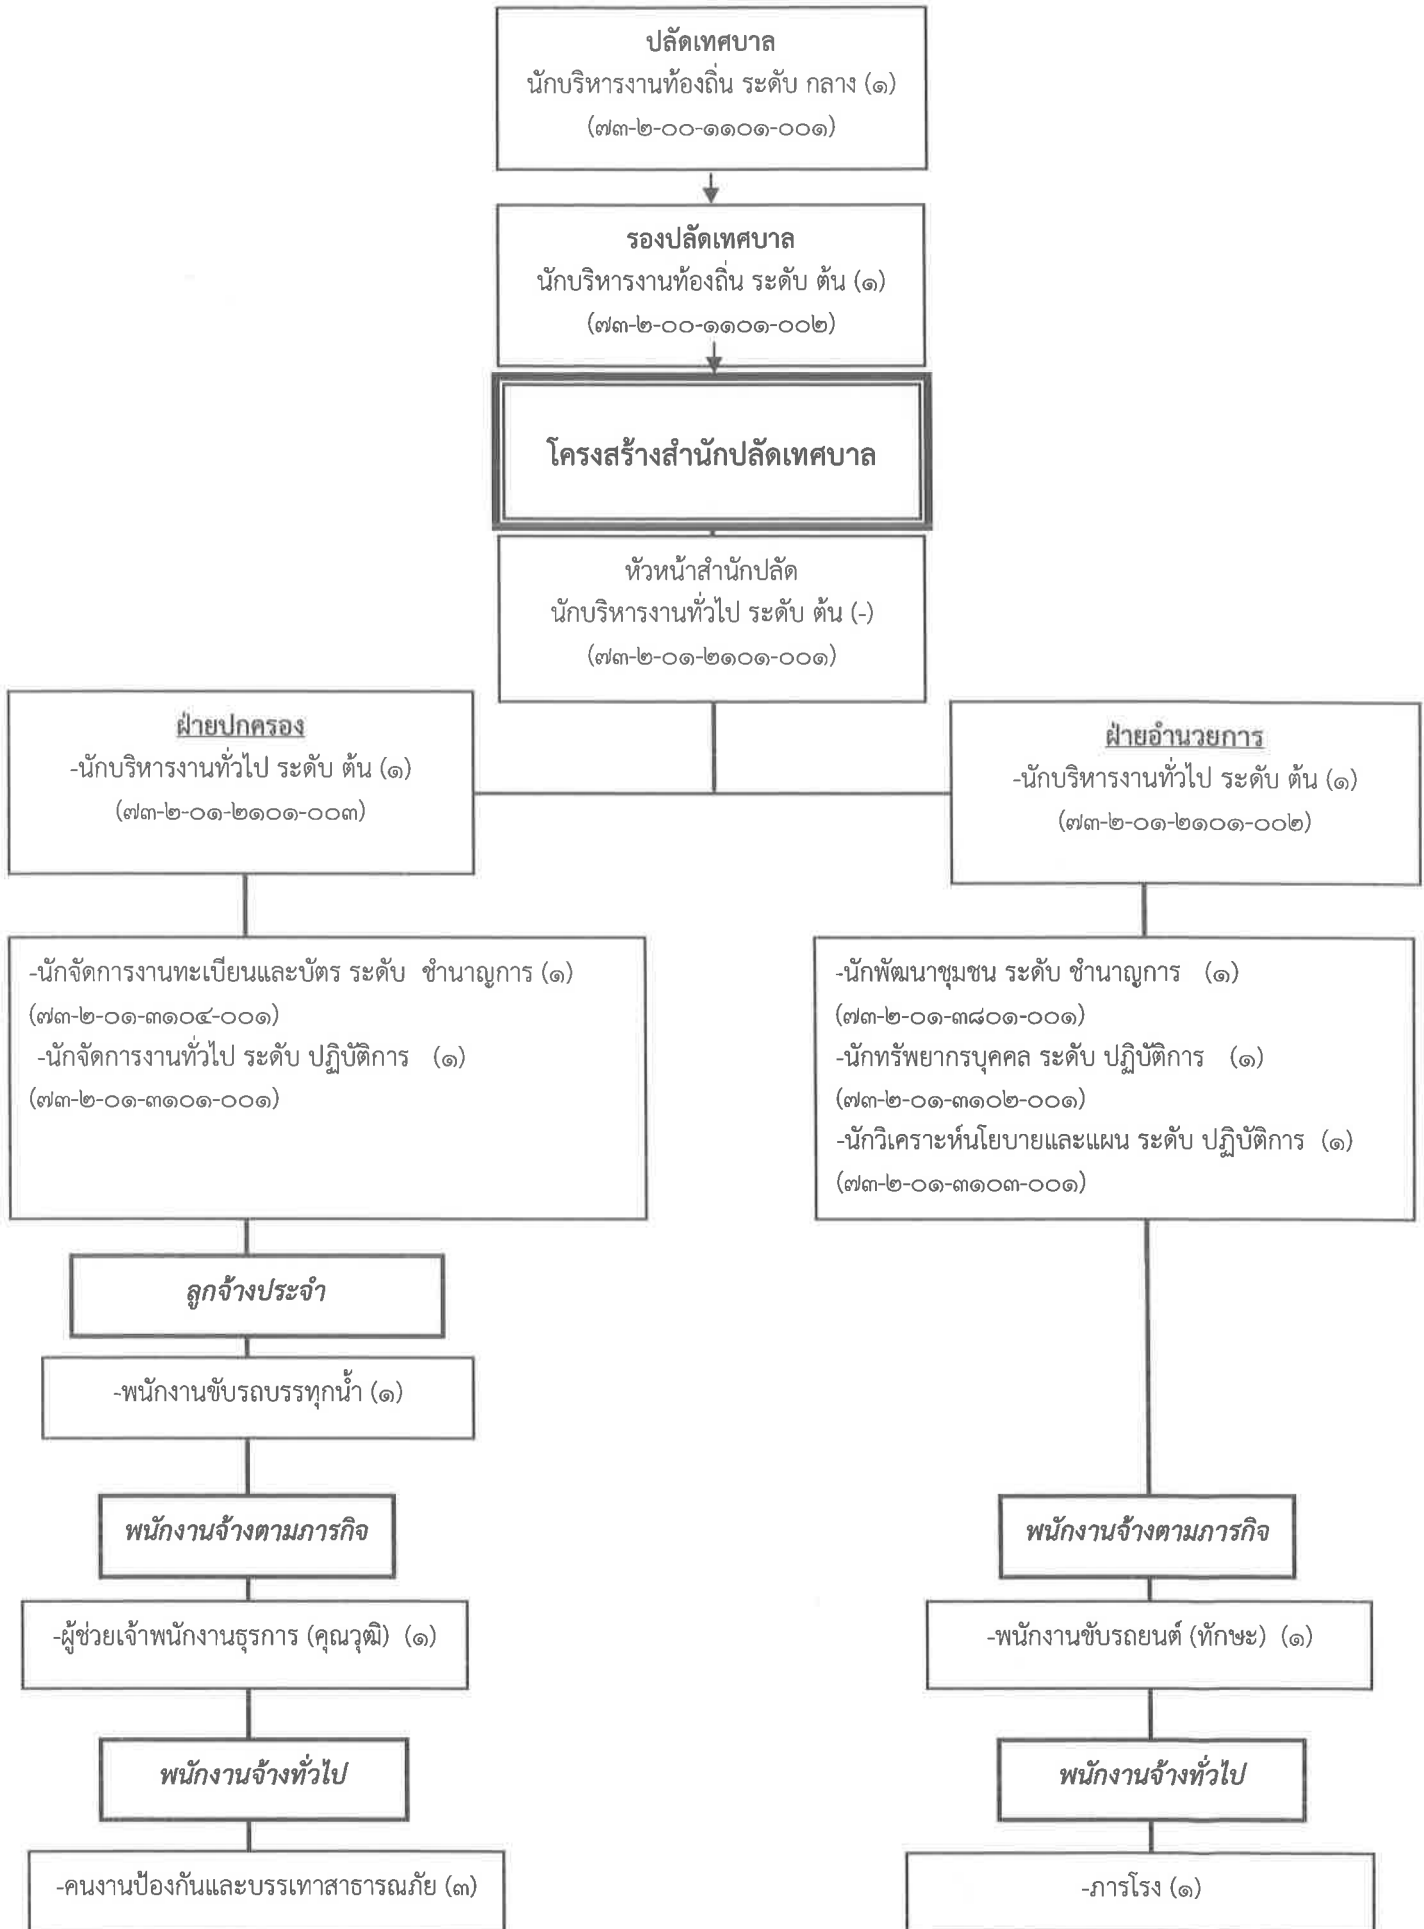 ปลัดเทศบาล
นักบริหารงานท้องถิ่น ระดับ กลาง (๑)
(๗๓-๒-๐๐-๑๑๐๑-๐๐๑)
รองปลัดเทศบาล
นักบริหารงานท้องถิ่น ระดับ ต้น (๑)
(๗๓-๒-๐๐-๑๑๐๑-๐๐๒)
โครงสร้างสำนักปลัดเทศบาล
หัวหน้าสำนักปลัด
นักบริหารงานทั่วไป ระดับ ต้น (-)
(๗๓-๒-๐๑-๒๑๐๑-๐๐๑)
ฝ่ายปกครอง
-นักบริหารงานทั่วไป ระดับ ต้น (๑)
(๗๓-๒-๐๑-๒๑๐๑-๐๐๓)
ฝ่ายอำนวยการ
-นักบริหารงานทั่วไป ระดับ ต้น (๑)
(๗๓-๒-๐๑-๒๑๐๑-๐๐๒)
-นักจัดการงานทะเบียนและบัตร ระดับ ชำนาญการ (๑)
(๗๓-๒-๐๑-๓๑๐๔-๐๐๑)
-นักจัดการงานทั่วไป ระดับ ปฏิบัติการ (๑)
(๗๓-๒-๐๑-๓๑๐๑-๐๐๑)
-นักพัฒนาชุมชน ระดับ ชำนาญการ (๑)
(๗๓-๒-๐๑-๓๘๐๑-๐๐๑)
-นักทรัพยากรบุคคล ระดับ ปฏิบัติการ (๑)
(๗๓-๒-๐๑-๓๑๐๒-๐๐๑)
-นักวิเคราะห์นโยบายและแผน ระดับ ปฏิบัติการ (๑)
(๗๓-๒-๐๑-๓๑๐๓-๐๐๑)
ลูกจ้างประจำ
-พนักงานขับรถบรรทุกน้ำ (๑)
พนักงานจ้างตามภารกิจ
-ผู้ช่วยเจ้าพนักงานธุรการ (คุณวุฒิ) (๑)
พนักงานจ้างทั่วไป
-คนงานป้องกันและบรรเทาสาธารณภัย (๓)
พนักงานจ้างตามภารกิจ
-พนักงานขับรถยนต์ (ทักษะ) (๑)
พนักงานจ้างทั่วไป
-ภารโรง (๑)